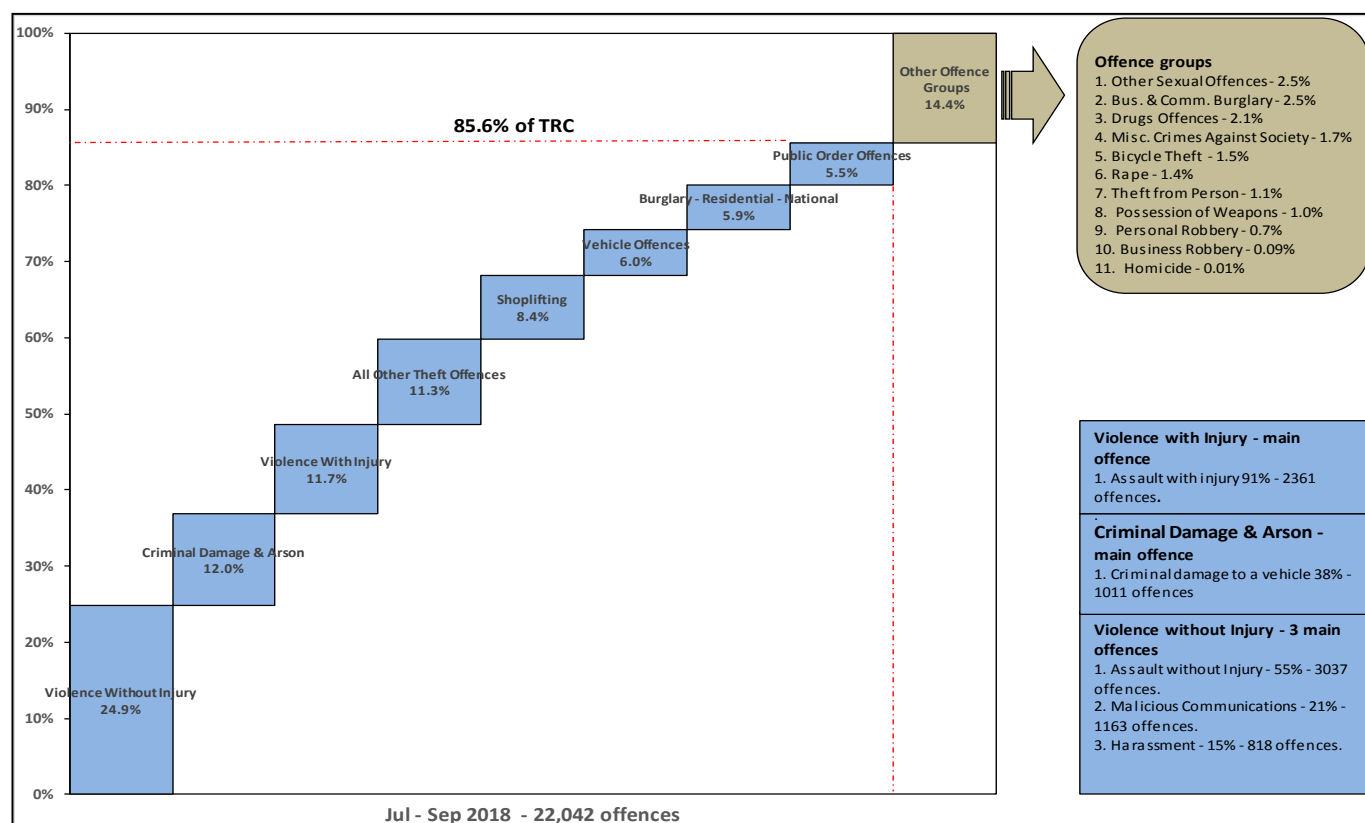 100%
90%
80%
70%
60%
50%
40%
30%
20%
10%
0%
85.6% of TRC
Other Offence
Groups
14.4%
Public Order Offences
5.5%
Burglary - Residential - National
5.9%
Vehicle Offences
6.0%
Shoplifting
8.4%
All Other Theft Offences
11.3%
Violence With Injury
11.7%
Criminal Damage & Arson
12.0%
Violence Without Injury
24.9%
Jul - Sep 2018 - 22,042 offences
Offence groups
1. Other Sexual Offences - 2.5%
2. Bus. & Comm. Burglary - 2.5%
3. Drugs Offences - 2.1%
4. Misc. Crimes Against Society - 1.7%
5. Bicycle Theft - 1.5%
6. Rape - 1.4%
7. Theft from Person - 1.1%
8. Possession of Weapons - 1.0%
9. Personal Robbery - 0.7%
10. Business Robbery - 0.09%
11. Homicide - 0.01%
Violence with Injury - main
offence
1. Assault with injury 91% - 2361
offences.
.
Criminal Damage & Arson -
main offence
1. Criminal damage to a vehicle 38% -
1011 offences
Violence without Injury - 3 main
offences
1. Assault without Injury - 55% - 3037
offences.
2. Malicious Communications - 21% -
1163 offences.
3. Harassment - 15% - 818 offences.